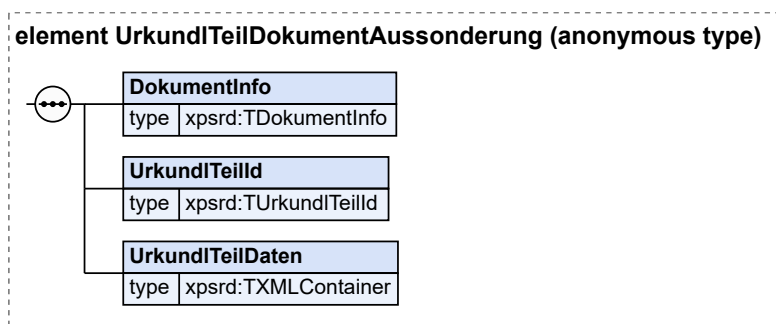 element UrkundlTeilDokumentAussonderung (anonymous type)
DokumentInfo
type xpsrd:TDokumentInfo
UrkundlTeilId
type xpsrd:TUrkundlTeilId
UrkundlTeilDaten
type xpsrd:TXMLContainer